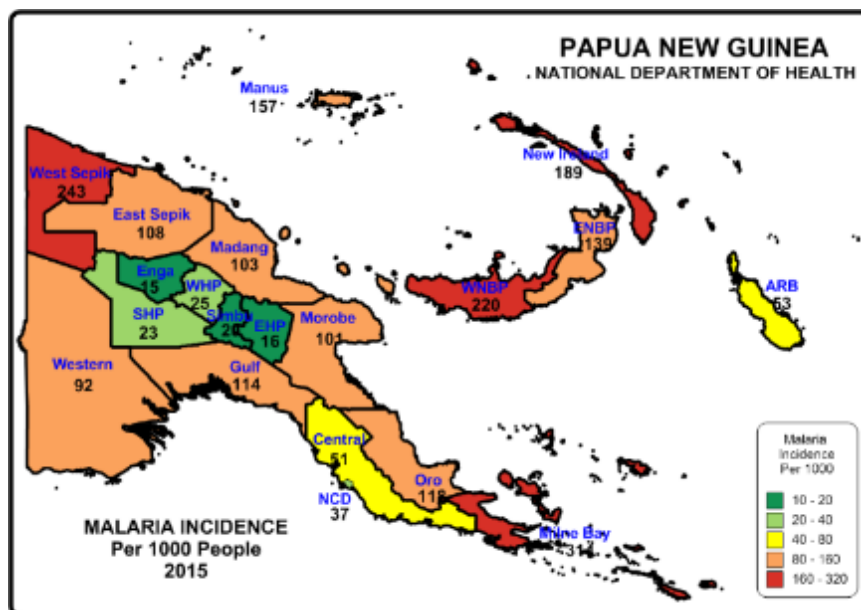 PAPUA NEW GUINEA
NATIONAL DEPARTMENT OF HEALTH
Manus
157
New Ireland
189
West Sepik
243
East Sepik
108
Madang
103
ENBP
139
Enga
15
WHP
25
WNBP
220
ARB
53
SHP
23
Simbu
20
EHP
16
Morobe
101
Western
92
Gulf
114
Central
51
Oro
118
NCD
37
Milne Bay
MALARIA INCIDENCE
Per 1000 People
2015
Malaria
Incidence
Per 1000
10 - 20
20 - 40
40 - 80
80 - 160
160 - 320